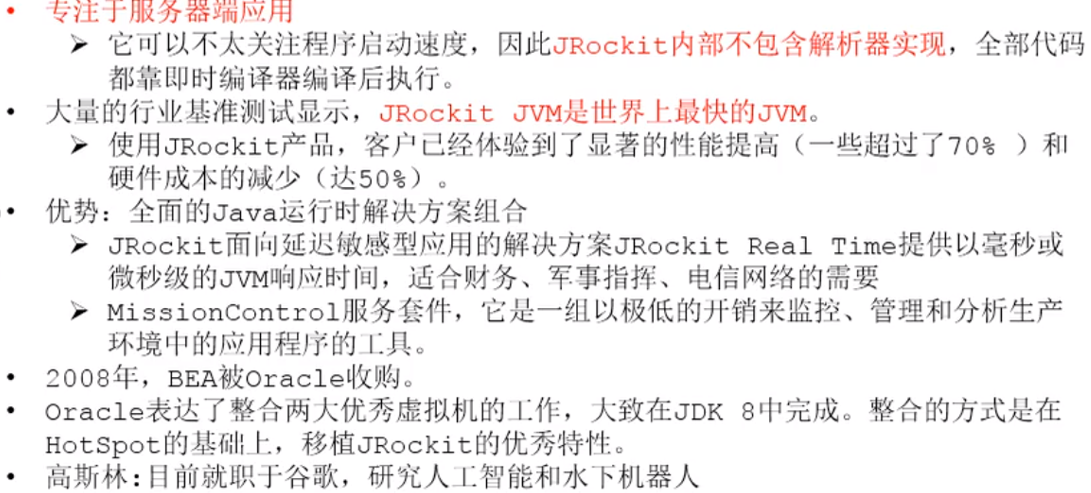 • 专注于服务器端应用
➢ 它可以不太关注程序启动速度，因此JRockit内部不包含解析器实现，全部代码
都靠即时编译器编译后执行。
• 大量的行业基准测试显示，JRockit JVM是世界上最快的JVM。
➢ 使用JRockit产品，客户已经体验到了显著的性能提高（一些超过了70% ）和
硬件成本的减少（达50%）。
• 优势：全面的Java运行时解决方案组合
➢ JRockit面向延迟敏感型应用的解决方案JRockit Real Time提供以毫秒或
微秒级的JVM响应时间，适合财务、军事指挥、电信网络的需要
➢ MissionControl服务套件，它是一组以极低的开销来监控、管理和分析生产
环境中的应用程序的工具。
• 2008年，BEA被Oracle收购。
• Oracle表达了整合两大优秀虚拟机的工作，大致在JDK 8中完成。整合的方式是在
HotSpot的基础上，移植JRockit的优秀特性。
• 高斯林：目前就职于谷歌，研究人工智能和水下机器人